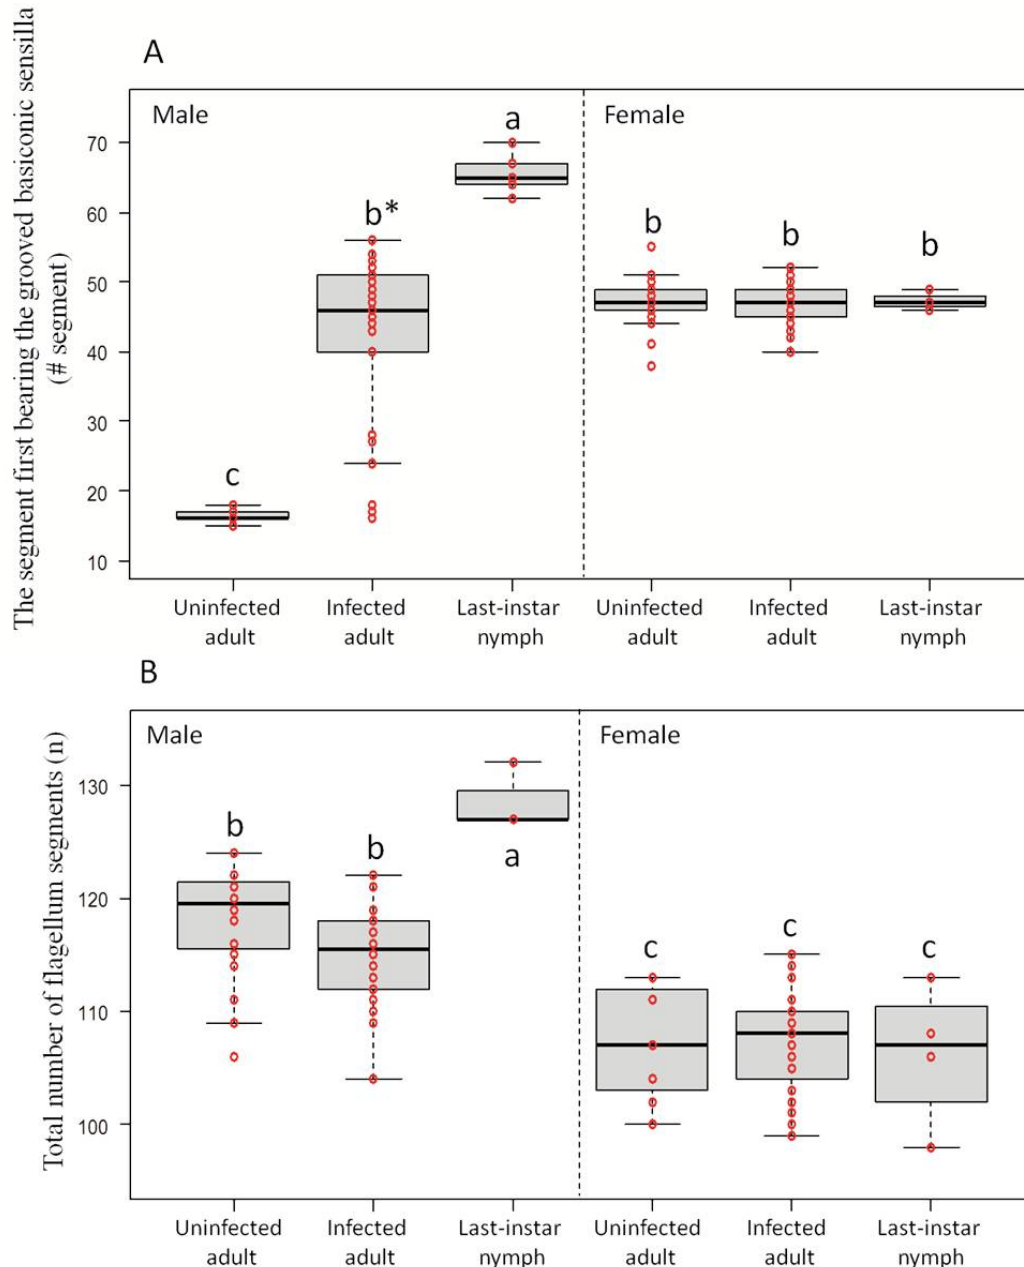 A
The segment first bearing the grooved basiconic sensilla
(# segment)
Male
Female
70
60
50
40
30
20
10
c
b*
a
b
b
b
Uninfected
adult
Infected
adult
Last-instar
nymph
Uninfected
adult
Infected
adult
Last-instar
nymph
B
Total number of flagellum segments (n)
Male
Female
130
120
110
100
b
b
a
c
c
c
Uninfected
adult
Infected
adult
Last-instar
nymph
Uninfected
adult
Infected
adult
Last-instar
nymph